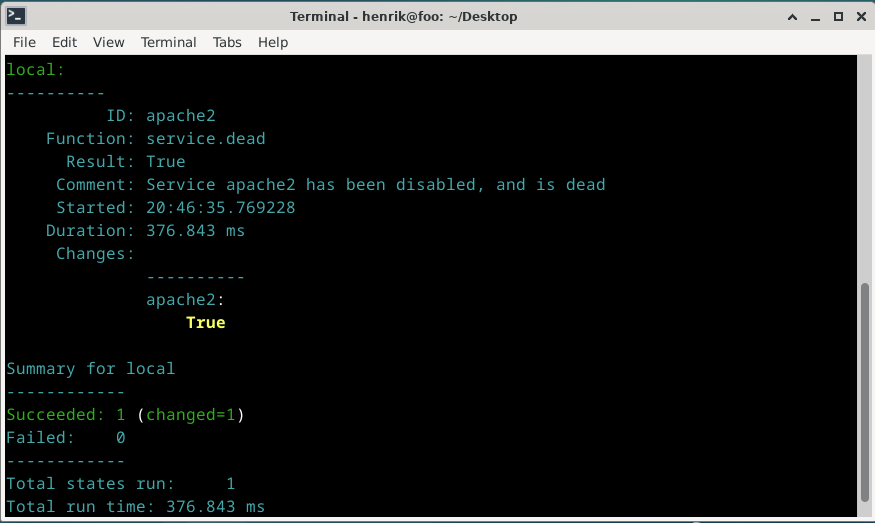 Terminal - henrik@foo: ~/Desktop
File Edit View Terminal Tabs Help
local:
----------
          ID: apache2
    Function: service.dead
      Result: True
     Comment: Service apache2 has been disabled, and is dead
     Started: 20:46:35.769228
    Duration: 376.843 ms
     Changes:
              ----------
              apache2:
                  True

Summary for local
------------
Succeeded: 1 (changed=1)
Failed:    0
------------
Total states run:     1
Total run time: 376.843 ms